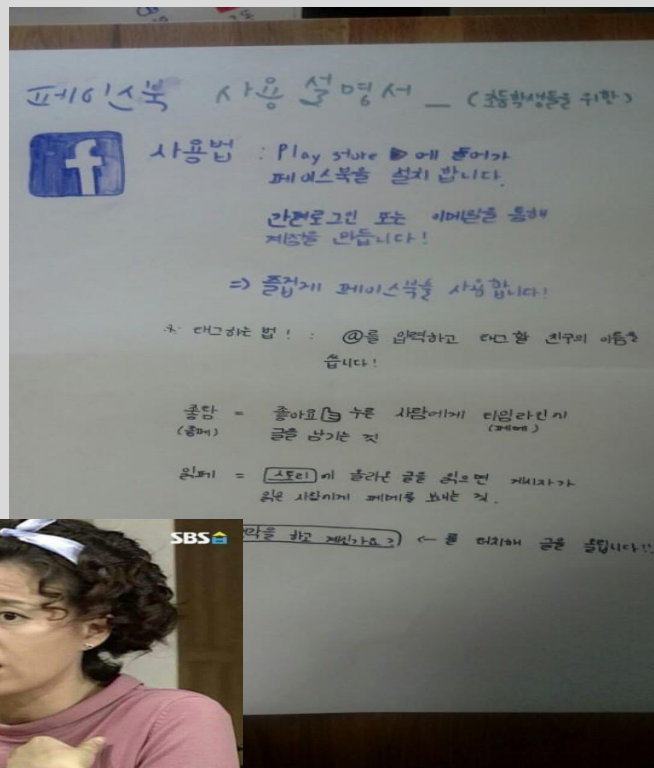 페이스북 사용 설명서 _ (초등학생들을 위한)
f
사용법 : Play store ▶ 에 들어가
페이스북을 설치 합니다.
간편로그인 또는 이메일을 통해
계정을 만듭니다!
=> 즐겁게 페이스북을 사용합니다!
※ 태그하는 법! : @를 입력하고 태그할 친구의 이름을
씁니다!
좋탐 = 좋아요 누른 사람에게 타임라인에
(좋페) 글을 남기는 것 (페메)
읽페 = 스토리에 올라온 글을 읽으면 게시자가
읽은 사람에게 페메를 보내는 것.
하고 계신가요?) ← 를 터치해 글을 올립니다!!
SBS